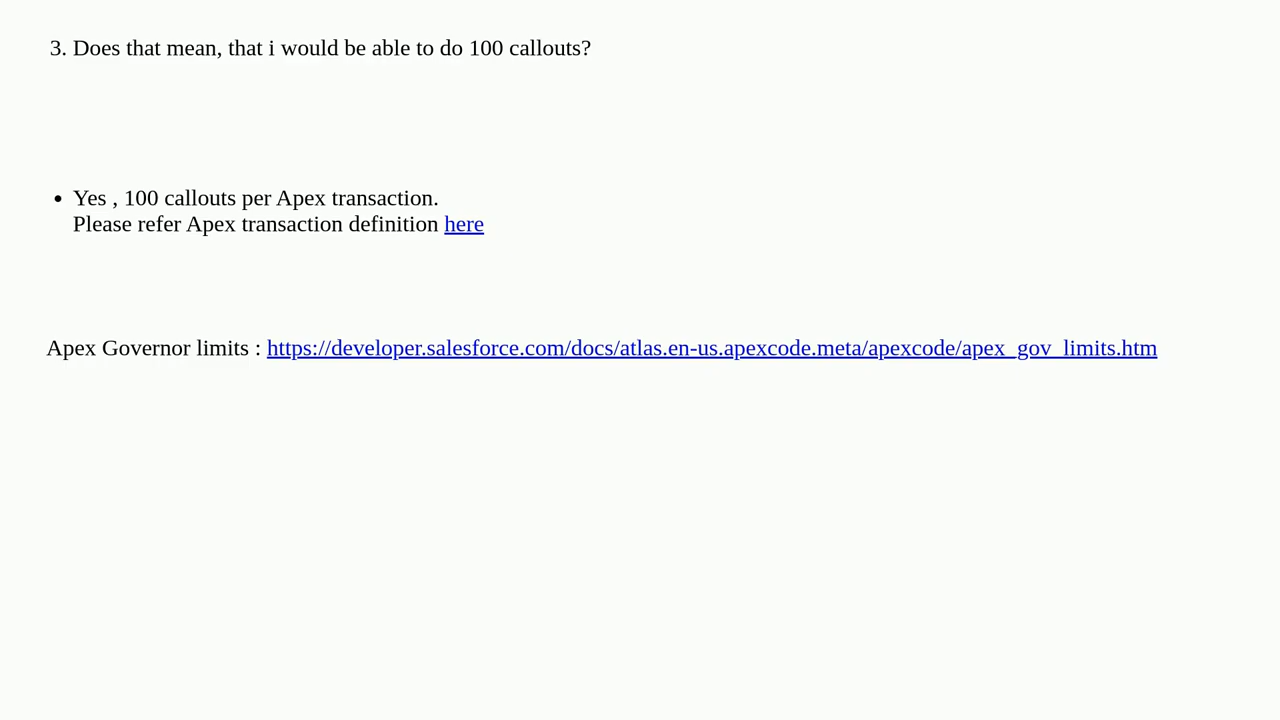 3. Does that mean, that i would be able to do 100 callouts?
• Yes , 100 callouts per Apex transaction.
Please refer Apex transaction definition here
Apex Governor limits : https://developer.salesforce.com/docs/atlas.en-us.apexcode.meta/apexcode/apex_gov_limits.htm